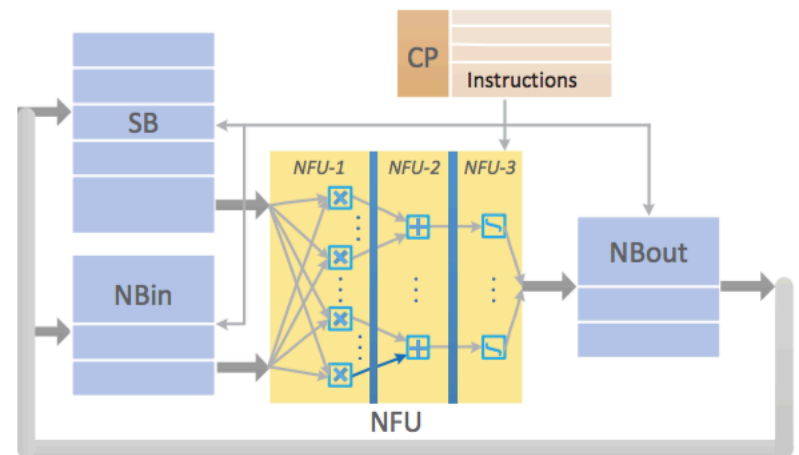 CP
Instructions
SB
NFU-1
NFU-2
NFU-3
NBin
NBout
NFU